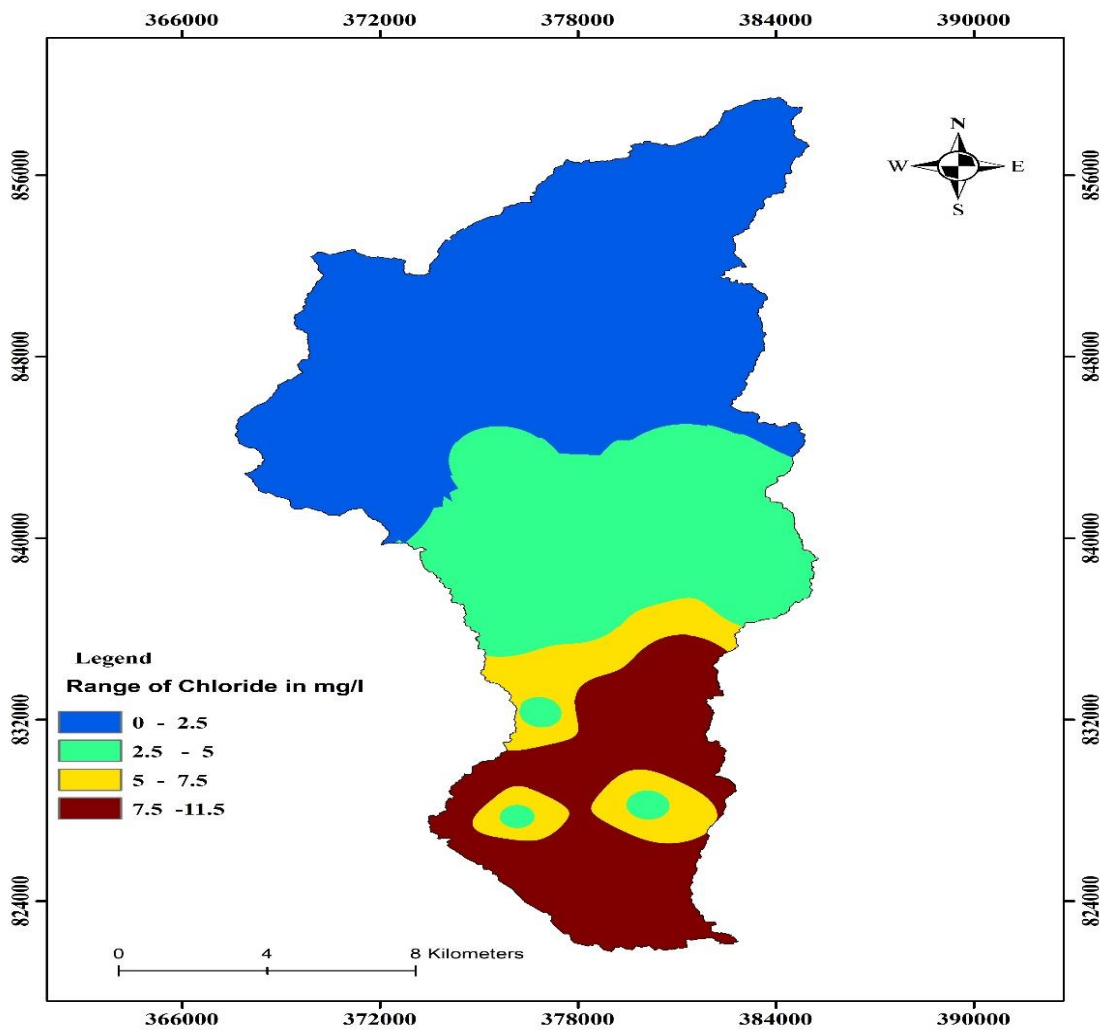 366000 372000 378000 384000 390000
N
W E
S
856000 856000
848000 848000
840000 840000
832000 832000
824000 824000
Legend
Range of Chloride in mg/l
0 - 2.5
2.5 - 5
5 - 7.5
7.5 -11.5
0 4 8 Kilometers
366000 372000 378000 384000 390000